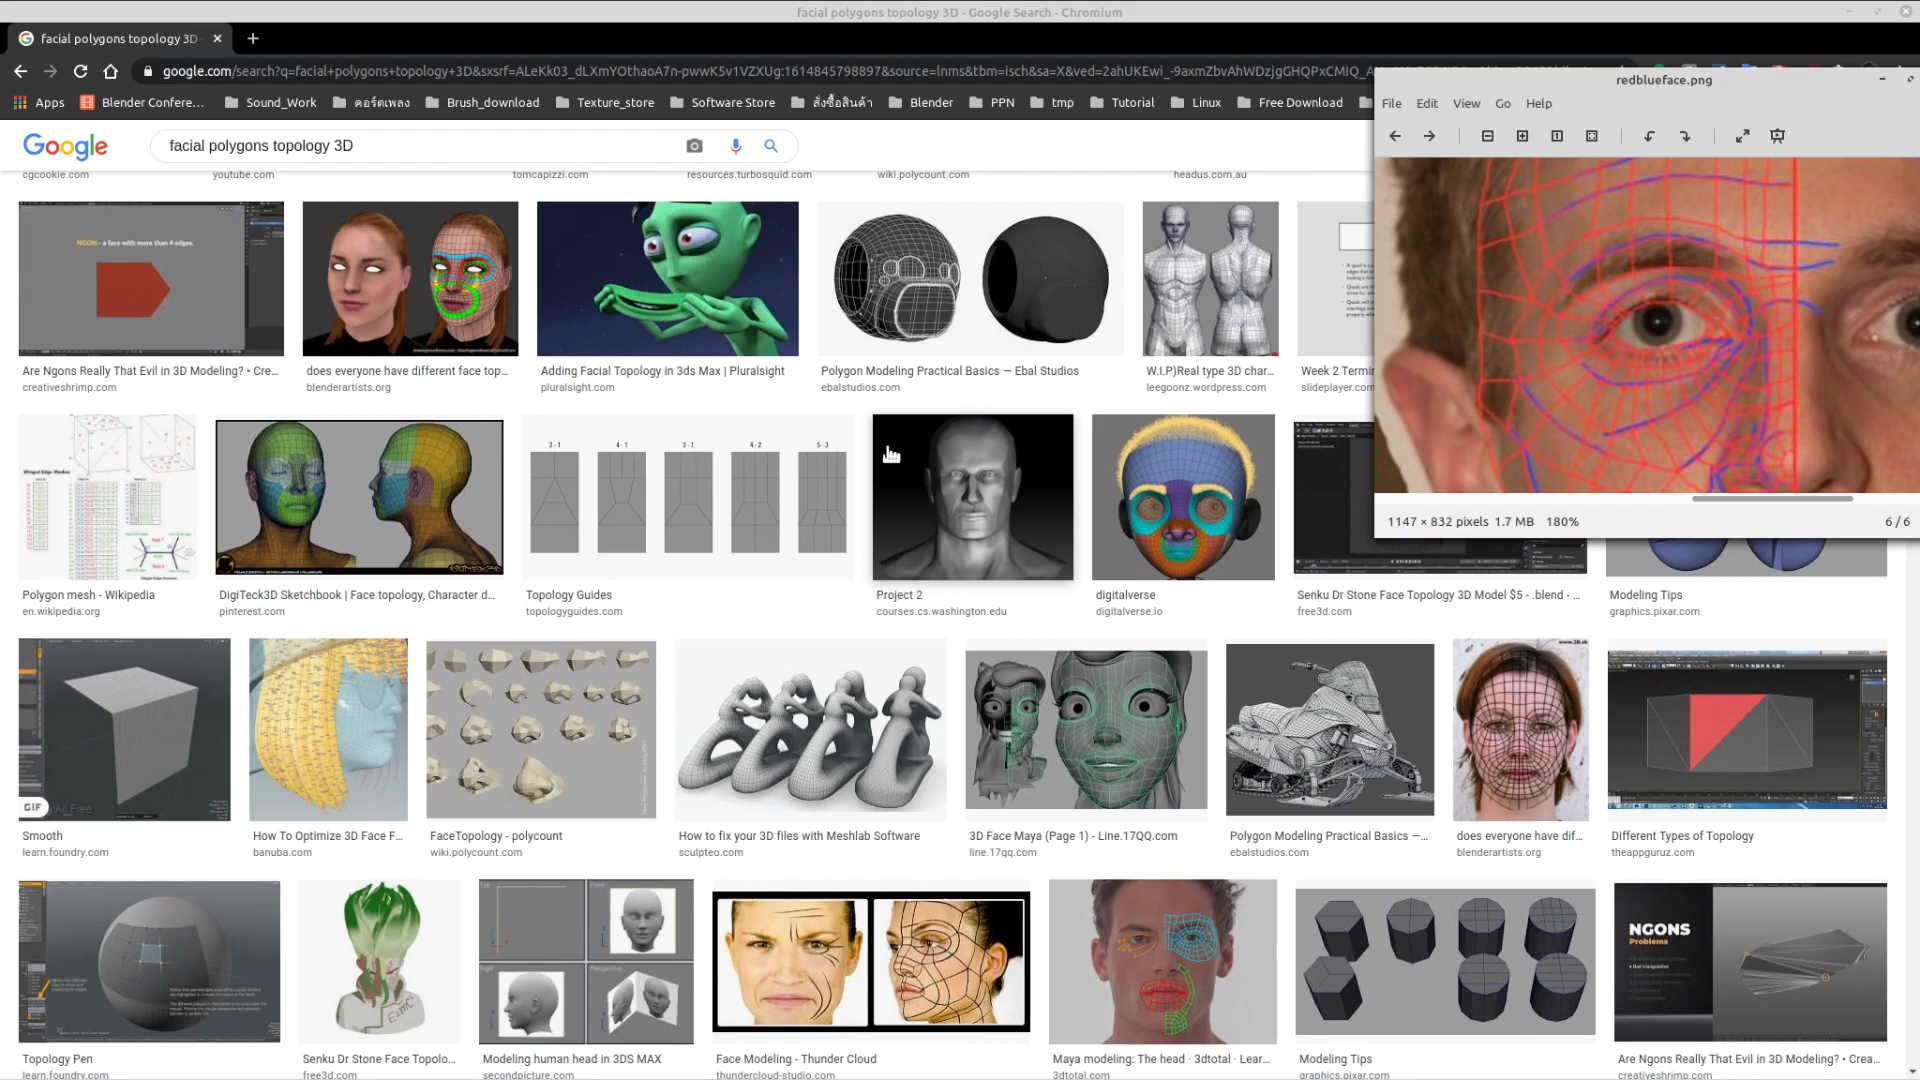 facial polygons topology 3D - Google Search - Chromium
facial polygons topology 3D
google.com/search?q=facial+polygons+topology+3D&sxsrf=ALeKk03_dLXmYOthaoA7n-pwwK5v1VZXUg:1614845798897&source=lnms&tbm=isch&sa=X&ved=2ahUKEwi_-9axmZbvAhWDzjgGHQPxCMIQ_A
Apps
Blender Confere...
Sound_Work
คอร์ดเพลง
Brush_download
Texture_store
Software Store
สั่งซื้อสินค้า
Blender
PPN
tmp
Tutorial
Linux
Free Download
redblueface.png
File Edit View Go Help
1147 × 832 pixels 1.7 MB 180%
6 / 6
Google
facial polygons topology 3D
cgcookie.com
youtube.com
tomcapizzi.com
resources.turbosquid.com
wiki.polycount.com
headus.com.au
NGON - a face with more than 4 edges.
Are Ngons Really That Evil in 3D Modeling? • Cre...
creativeshrimp.com
does everyone have different face top...
blenderartists.org
Adding Facial Topology in 3ds Max | Pluralsight
pluralsight.com
Polygon Modeling Practical Basics — Ebal Studios
ebalstudios.com
W.I.P)Real type 3D char...
leegoonz.wordpress.com
Week 2 Termi
slideplayer.com
2 - 1
4 - 1
3 - 1
4 - 2
5 - 3
Polygon mesh - Wikipedia
en.wikipedia.org
DigiTeck3D Sketchbook | Face topology, Character d...
pinterest.com
Topology Guides
topologyguides.com
Project 2
courses.cs.washington.edu
digitalverse
digitalverse.io
Senku Dr Stone Face Topology 3D Model $5 - .blend - ...
free3d.com
Modeling Tips
graphics.pixar.com
GIF
Smooth
learn.foundry.com
How To Optimize 3D Face F...
banuba.com
FaceTopology - polycount
wiki.polycount.com
How to fix your 3D files with Meshlab Software
sculpteo.com
3D Face Maya (Page 1) - Line.17QQ.com
line.17qq.com
Polygon Modeling Practical Basics —...
ebalstudios.com
www.3D.sk
does everyone have dif...
blenderartists.org
Different Types of Topology
theappguruz.com
E=mc
NGONS
Problems
Topology Pen
learn.foundry.com
Senku Dr Stone Face Topolo...
free3d.com
Modeling human head in 3DS MAX
secondpicture.com
Face Modeling - Thunder Cloud
thundercloud-studio.com
Maya modeling: The head · 3dtotal · Lear...
3dtotal.com
Modeling Tips
graphics.pixar.com
Are Ngons Really That Evil in 3D Modeling? • Crea...
creativeshrimp.com